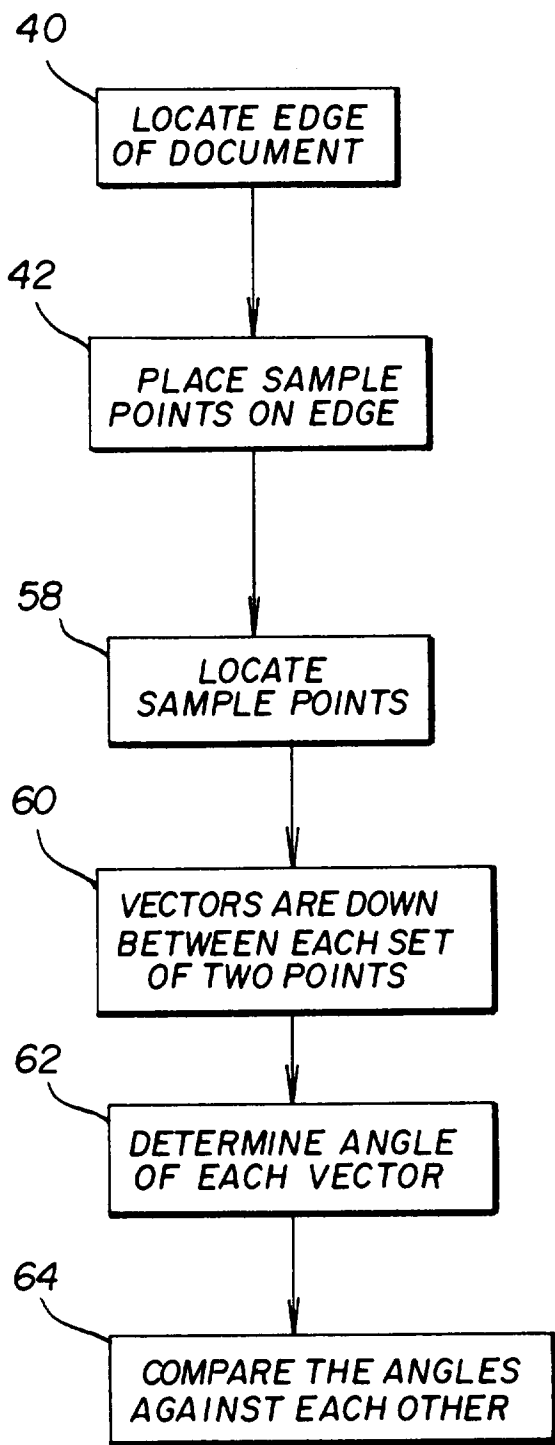 40
LOCATE EDGE
OF DOCUMENT
42
PLACE SAMPLE
POINTS ON EDGE
58
LOCATE
SAMPLE POINTS
60
VECTORS ARE DOWN
BETWEEN EACH SET
OF TWO POINTS
62
DETERMINE ANGLE
OF EACH VECTOR
64
COMPARE THE ANGLES
AGAINST EACH OTHER